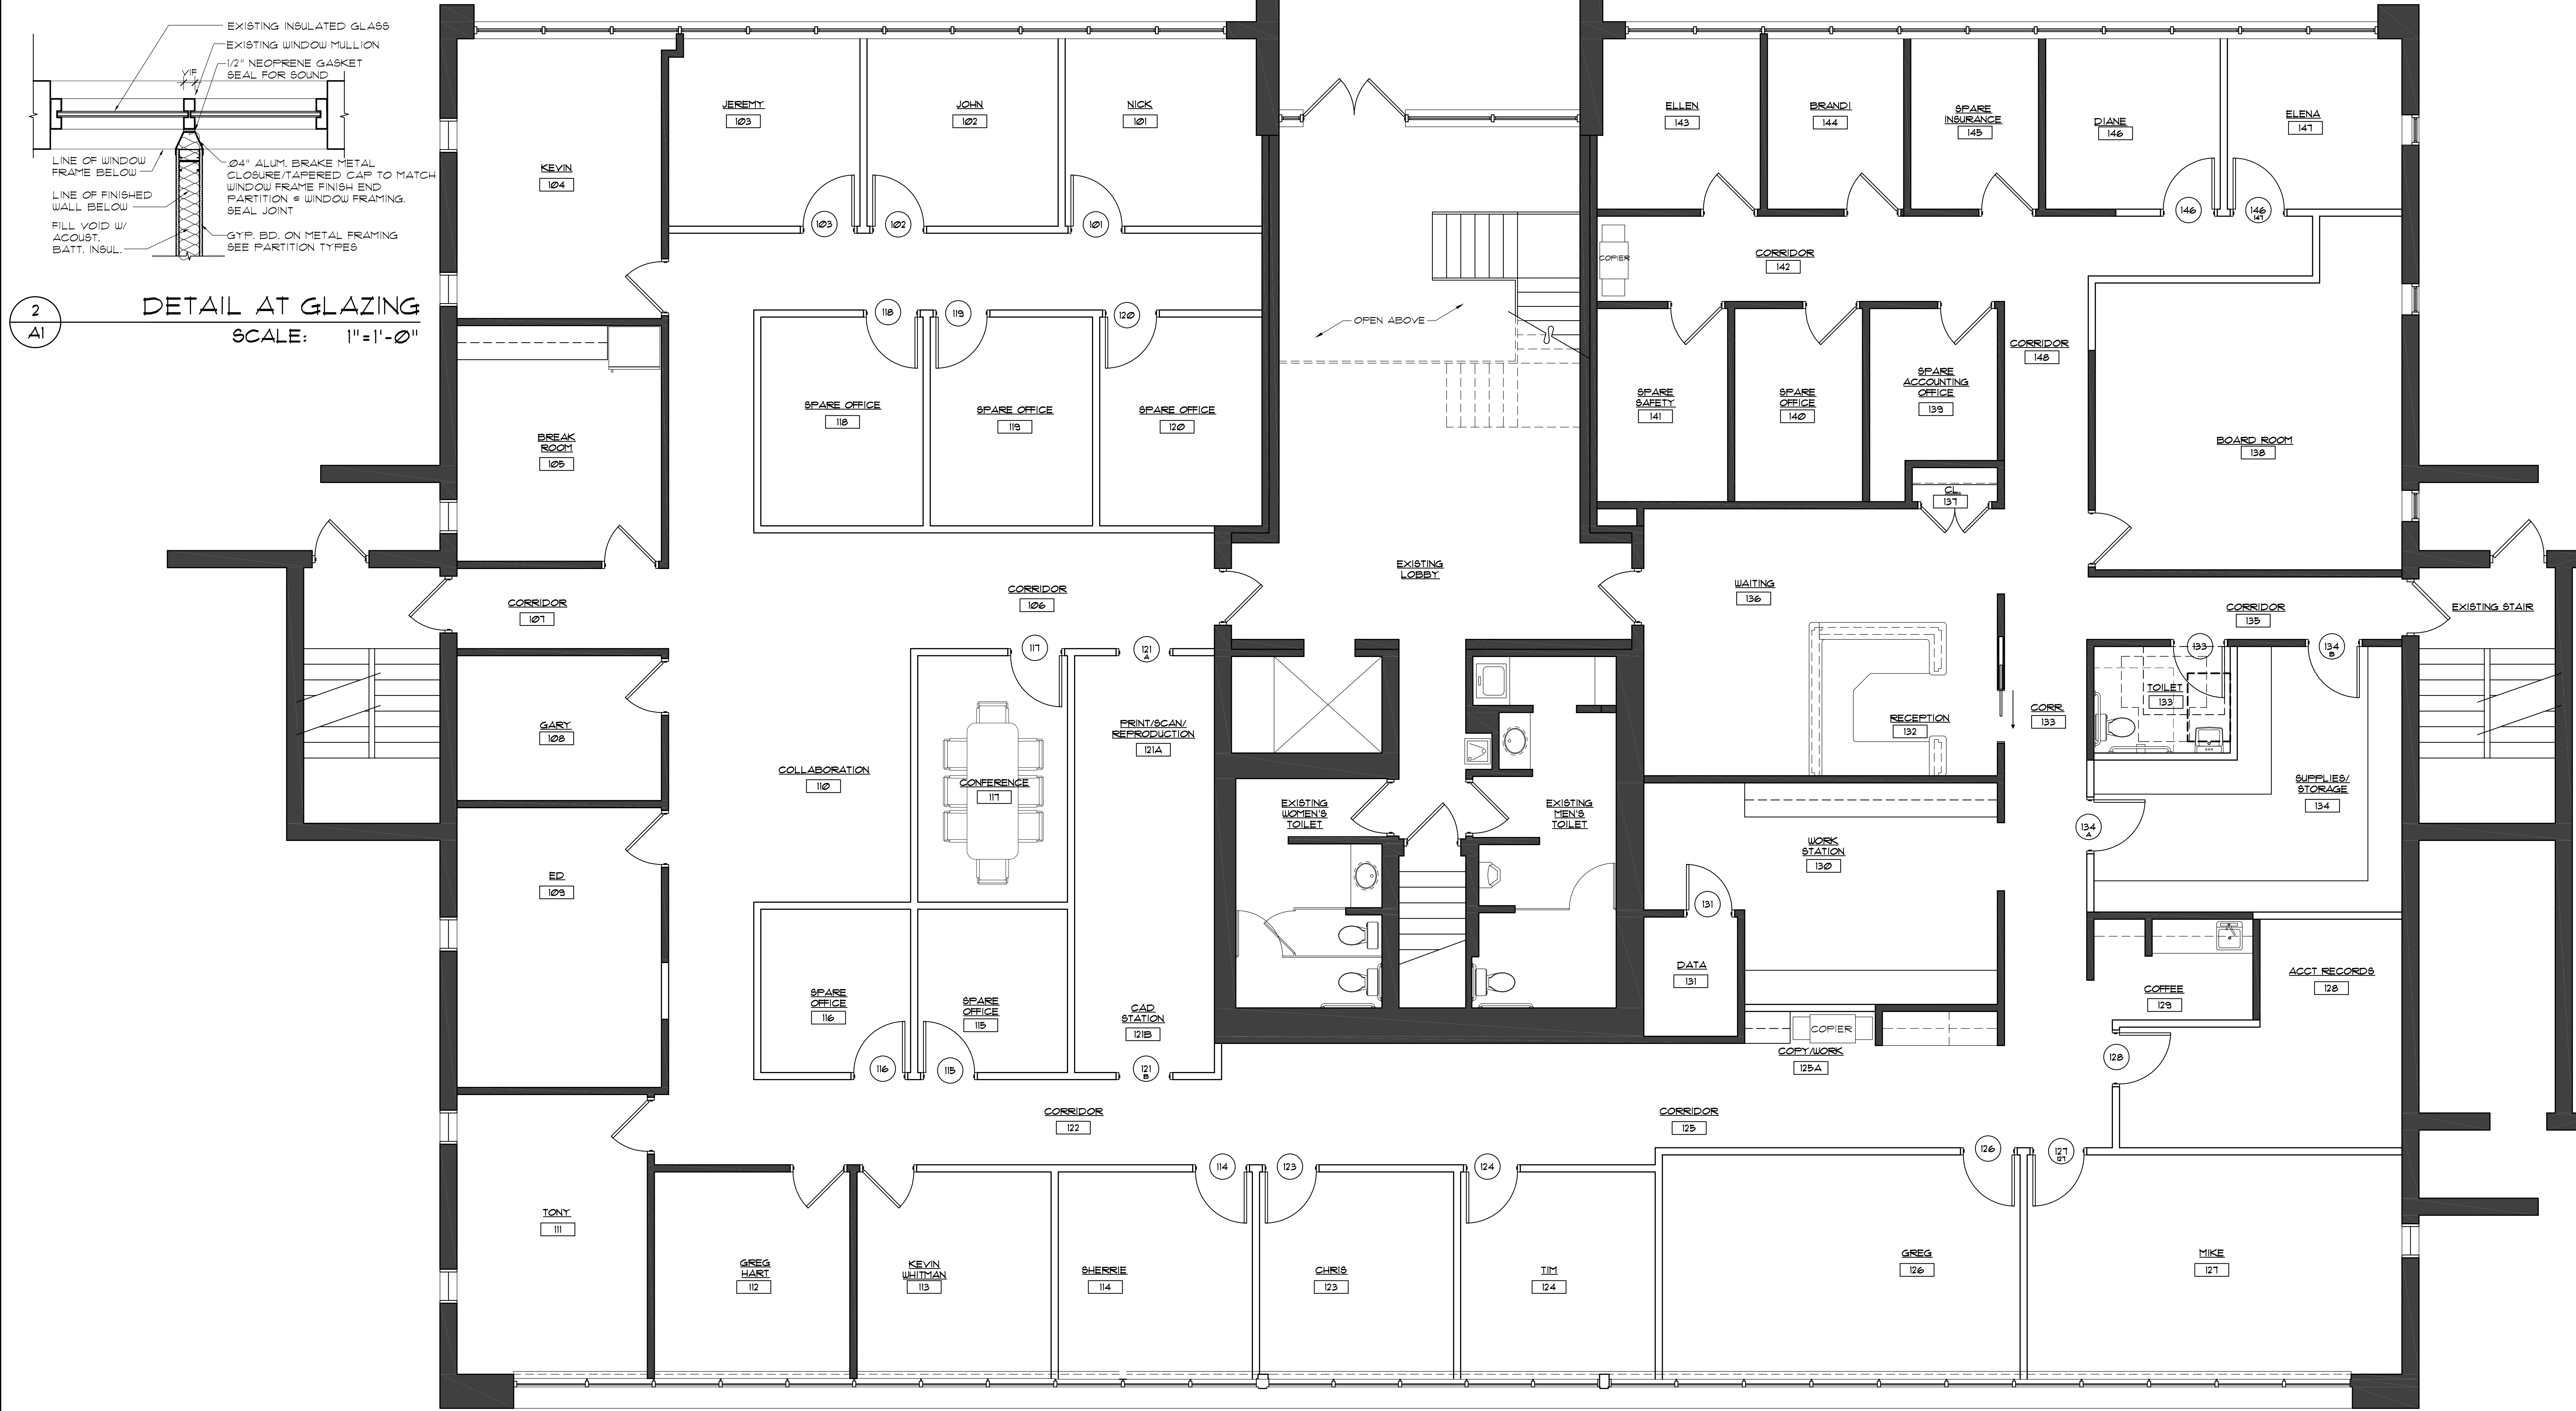 EXISTING INSULATED GLASS
EXISTING WINDOW MULLION
1/2" NEOPRENE GASKET
SEAL FOR SOUND
VIF
LINE OF WINDOW
FRAME BELOW
LINE OF FINISHED
WALL BELOW
FILL VOID W/
ACOUST.
BATT. INSUL.
.04" ALUM. BRAKE METAL
CLOSURE/TAPERED CAP TO MATCH
WINDOW FRAME FINISH END
PARTITION @ WINDOW FRAMING.
SEAL JOINT
GYP. BD. ON METAL FRAMING
SEE PARTITION TYPES
2
A1
DETAIL AT GLAZING
SCALE: 1"=1'-0"
KEVIN
104
JEREMY
103
JOHN
102
NICK
101
103
102
101
ELLEN
143
BRANDI
144
SPARE
INSURANCE
145
DIANE
146
ELENA
147
146
146
147
COPIER
CORRIDOR
142
118
119
120
SPARE OFFICE
118
SPARE OFFICE
119
SPARE OFFICE
120
OPEN ABOVE
BREAK
ROOM
105
SPARE
SAFETY
141
SPARE
OFFICE
140
SPARE
ACCOUNTING
OFFICE
139
CORRIDOR
148
BOARD ROOM
138
CL.
137
CORRIDOR
107
CORRIDOR
106
EXISTING
LOBBY
WAITING
136
CORRIDOR
135
EXISTING STAIR
117
121
A
133
134
B
GARY
108
COLLABORATION
110
CONFERENCE
117
PRINT/SCAN/
REPRODUCTION
121A
RECEPTION
132
CORR.
133
TOILET
133
SUPPLIES/
STORAGE
134
134
A
EXISTING
WOMEN'S
TOILET
EXISTING
MEN'S
TOILET
WORK
STATION
130
ED
109
131
DATA
131
SPARE
OFFICE
116
SPARE
OFFICE
115
CAD
STATION
121B
COFFEE
129
ACCT RECORDS
128
116
115
121
B
COPIER
COPY/WORK
125A
128
CORRIDOR
122
CORRIDOR
125
114
123
124
126
127
127
TONY
111
GREG
HART
112
KEVIN
WHITMAN
113
SHERRIE
114
CHRIS
123
TIM
124
GREG
126
MIKE
127